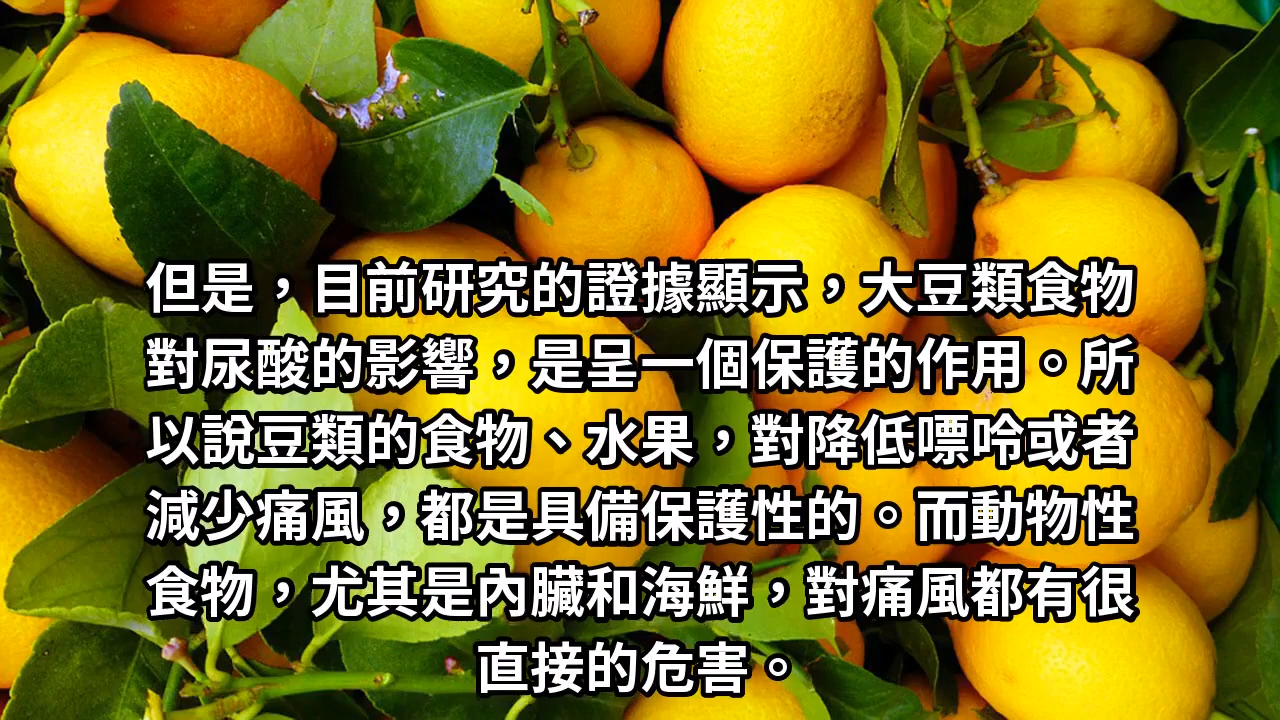 但是，目前研究的證據顯示，大豆類食物
對尿酸的影響，是呈一個保護的作用。所
以說豆類的食物、水果，對降低嘌呤或者
減少痛風，都是具備保護性的。而動物性
食物，尤其是內臟和海鮮，對痛風都有很
直接的危害。